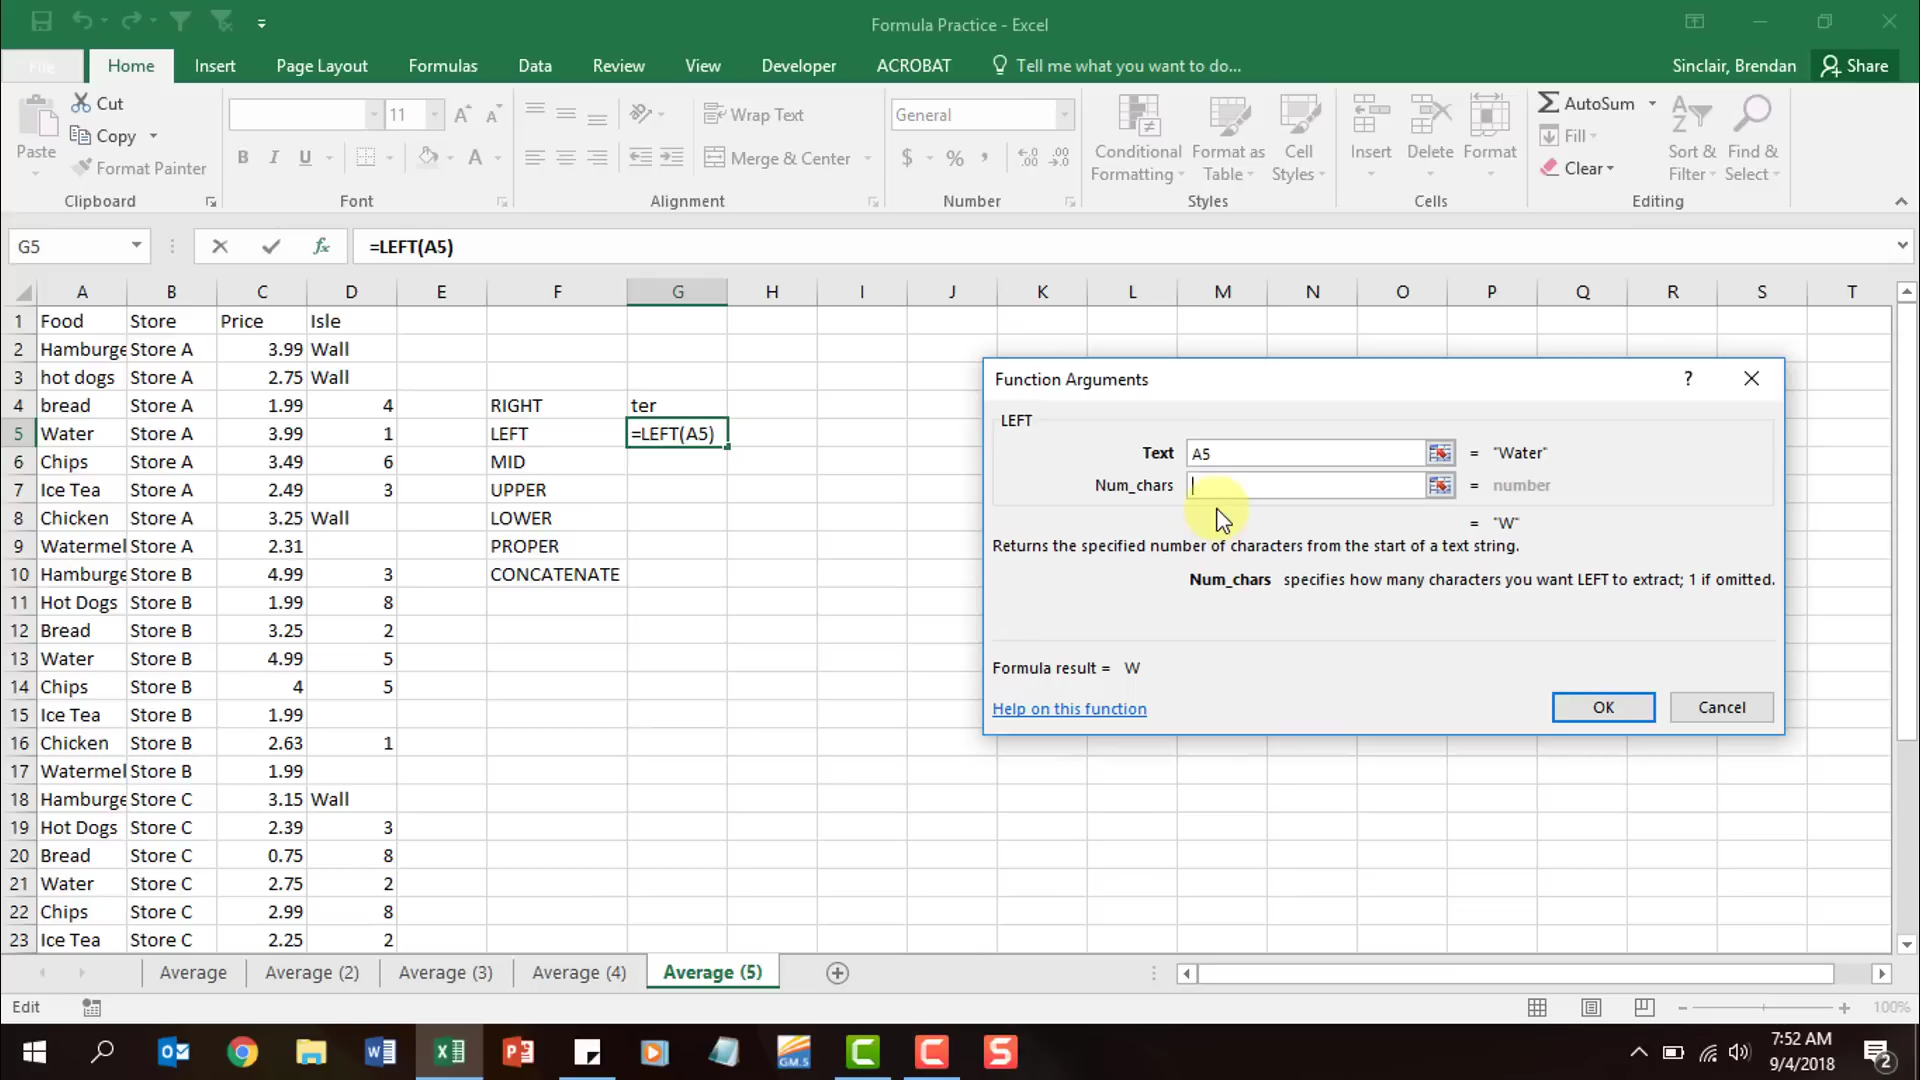 Formula Practice - Excel
File Home Insert Page Layout Formulas Data Review View Developer ACROBAT Tell me what you want to do... Sinclair, Brendan Share
Paste Cut Copy Format Painter Clipboard
11 B I U A Font
Wrap Text Merge & Center Alignment
General $ % , Number
Conditional Formatting Format as Table Cell Styles Styles
Insert Delete Format Cells
AutoSum Fill Clear Sort & Filter Find & Select Editing
G5 fx =LEFT(A5)
A B C D E F G H I J K L M N O P Q R S T
1 Food Store Price Isle
2 Hamburge Store A 3.99 Wall
3 hot dogs Store A 2.75 Wall
4 bread Store A 1.99 4 RIGHT ter
5 Water Store A 3.99 1 LEFT =LEFT(A5)
6 Chips Store A 3.49 6 MID
7 Ice Tea Store A 2.49 3 UPPER
8 Chicken Store A 3.25 Wall LOWER
9 Watermel Store A 2.31 PROPER
10 Hamburge Store B 4.99 3 CONCATENATE
11 Hot Dogs Store B 1.99 8
12 Bread Store B 3.25 2
13 Water Store B 4.99 5
14 Chips Store B 4 5
15 Ice Tea Store B 1.99
16 Chicken Store B 2.63 1
17 Watermel Store B 1.99
18 Hamburge Store C 3.15 Wall
19 Hot Dogs Store C 2.39 3
20 Bread Store C 0.75 8
21 Water Store C 2.75 2
22 Chips Store C 2.99 8
23 Ice Tea Store C 2.25 2
Function Arguments ?
LEFT
Text A5 = "Water"
Num_chars = number
= "W"
Returns the specified number of characters from the start of a text string.
Num_chars specifies how many characters you want LEFT to extract; 1 if omitted.
Formula result = W
Help on this function OK Cancel
Average Average (2) Average (3) Average (4) Average (5)
Edit 100%
7:52 AM
9/4/2018
2